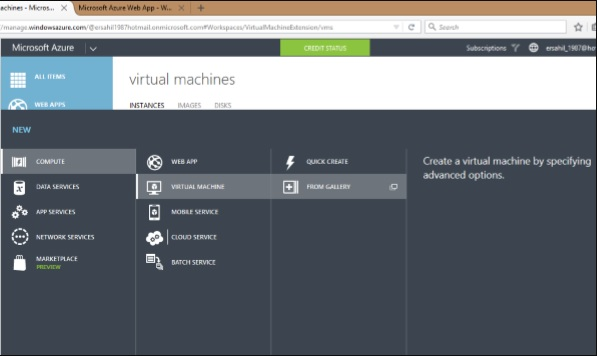 achines - Micros... X Microsoft Azure Web App - W... X +
/manage.windowsazure.com/@ersahil1987hotmail.onmicrosoft.com#Workspaces/VirtualMachineExtension/vms Search
Microsoft Azure CREDIT STATUS Subscriptions ersahil_1987@ho
ALL ITEMS
WEB APPS
virtual machines
INSTANCES IMAGES DISKS
NEW
COMPUTE
DATA SERVICES
APP SERVICES
NETWORK SERVICES
MARKETPLACE
PREVIEW
WEB APP
VIRTUAL MACHINE
MOBILE SERVICE
CLOUD SERVICE
BATCH SERVICE
QUICK CREATE
FROM GALLERY
Create a virtual machine by specifying
advanced options.